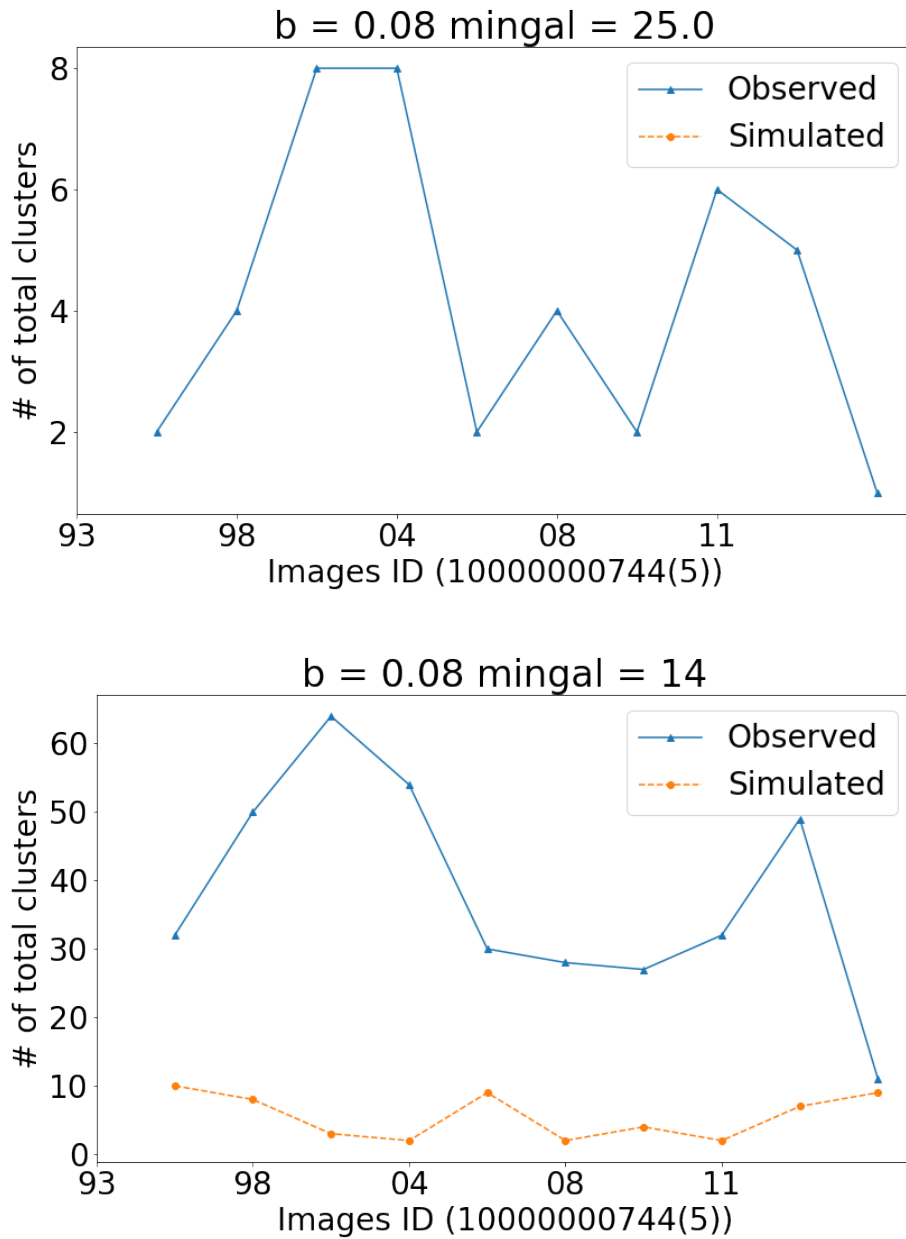 b = 0.08 mingal = 25.0
Observed
Simulated
# of total clusters
8
6
4
2
93 98 04 08 11
Images ID (10000000744(5))
b = 0.08 mingal = 14
Observed
Simulated
# of total clusters
60
50
40
30
20
10
0
93 98 04 08 11
Images ID (10000000744(5))